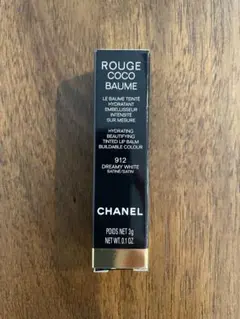 ROUGE
COCO
BAUME
LE BAUME TEINTÉ
HYDRATANT
EMBELLISSEUR
INTENSITÉ
SUR MESURE
HYDRATING
BEAUTIFYING
TINTED LIP BALM
BUILDABLE COLOUR
912
DREAMY WHITE
SATINÉ/SATIN
CHANEL
POIDS NET 3g
NET WT. 0.1 OZ.